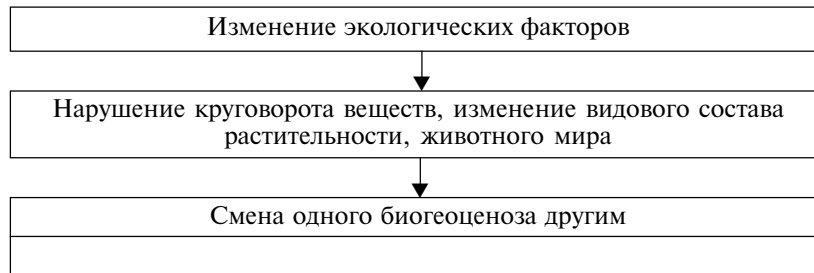 Изменение экологических факторов
Нарушение круговорота веществ, изменение видового состава
растительности, животного мира
Смена одного биогеоценоза другим